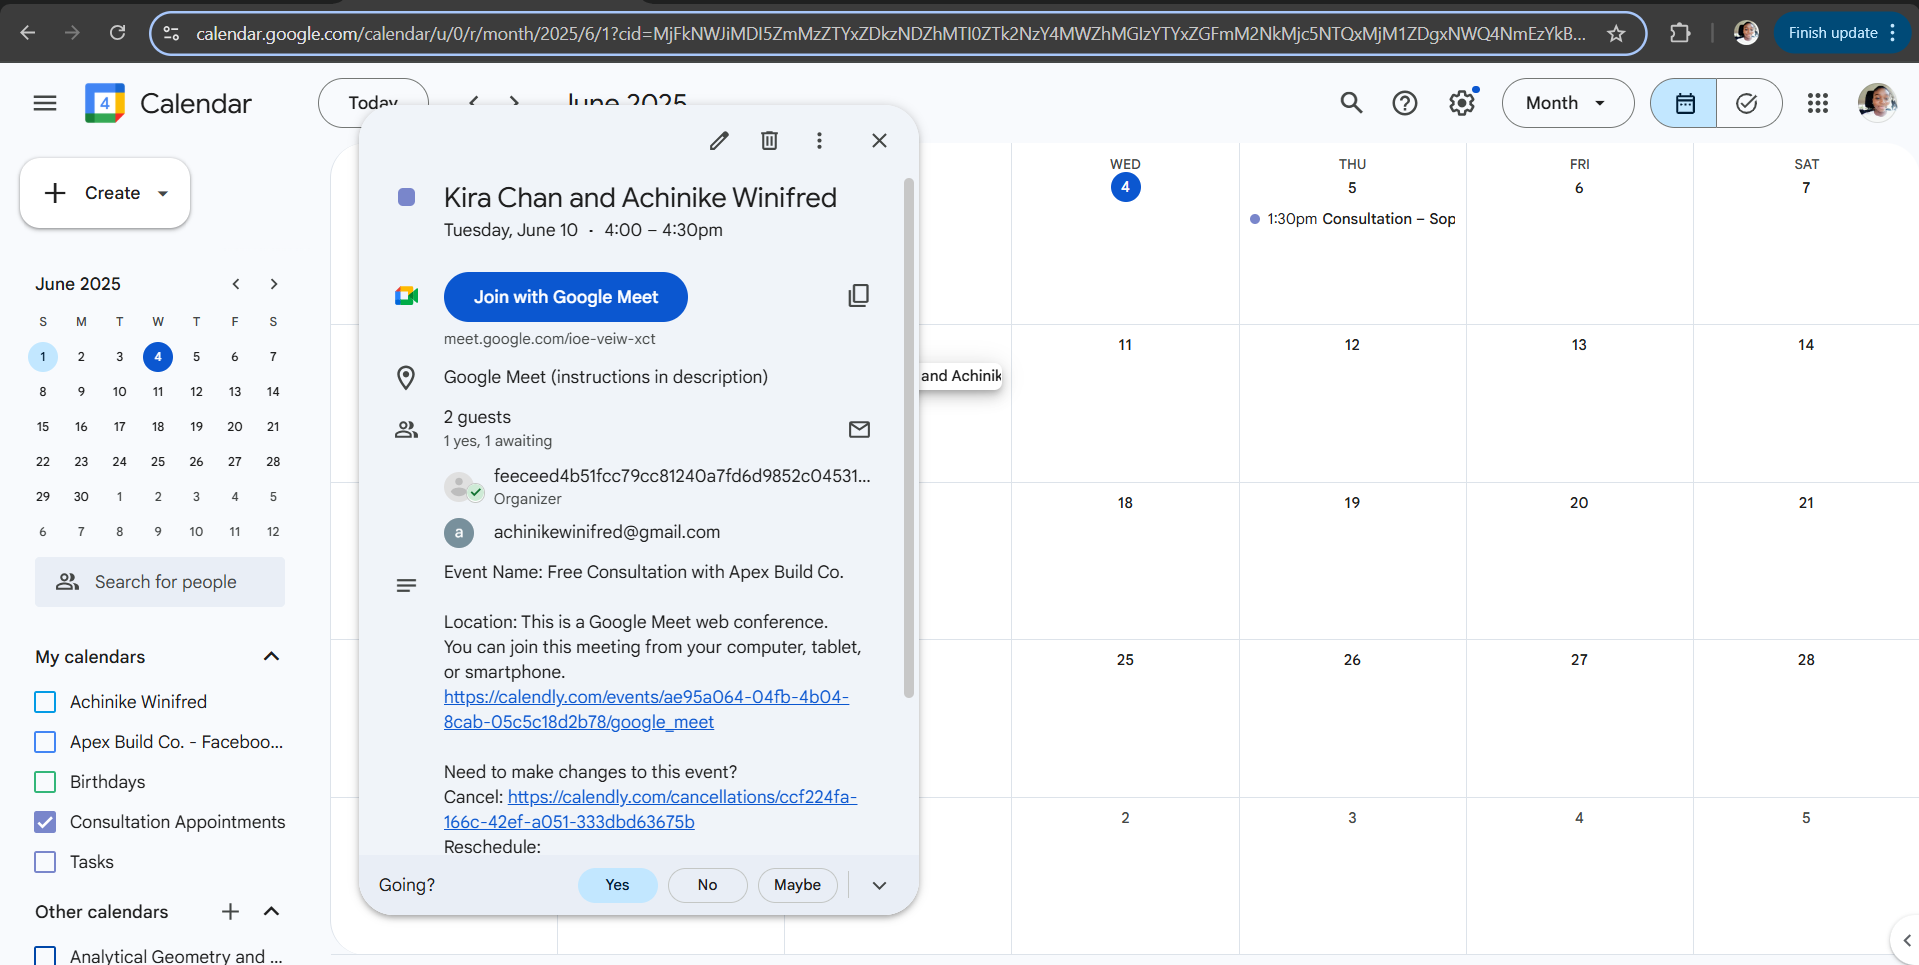 calendar.google.com/calendar/u/0/r/month/2025/6/1?cid=MjFkNWJiMDI5ZmMzZTYxZDkzNDZhMTI0ZTk2NzY4MWZhMGIzYTYxZGFmM2NkMjc5NTQxMjM1ZDgxNWQ4NmEzYkB...
Finish update
4
Calendar
Today
June 2025
Month
Create
June 2025
S M T W T F S
1 2 3 4 5 6 7
8 9 10 11 12 13 14
15 16 17 18 19 20 21
22 23 24 25 26 27 28
29 30 1 2 3 4 5
6 7 8 9 10 11 12
Search for people
My calendars
Achinike Winifred
Apex Build Co. - Faceboo...
Birthdays
Consultation Appointments
Tasks
Other calendars
Analytical Geometry and ...
Kira Chan and Achinike Winifred
Tuesday, June 10 · 4:00 – 4:30pm
Join with Google Meet
meet.google.com/ioe-veiw-xct
Google Meet (instructions in description)
2 guests
1 yes, 1 awaiting
feeceed4b51fcc79cc81240a7fd6d9852c04531...
Organizer
a
achinikewinifred@gmail.com
Event Name: Free Consultation with Apex Build Co.
Location: This is a Google Meet web conference.
You can join this meeting from your computer, tablet,
or smartphone.
https://calendly.com/events/ae95a064-04fb-4b04-
8cab-05c5c18d2b78/google_meet
Need to make changes to this event?
Cancel: https://calendly.com/cancellations/ccf224fa-
166c-42ef-a051-333dbd63675b
Reschedule:
Going?
Yes
No
Maybe
WED THU FRI SAT
4 5 6 7
1:30pm Consultation – Sop
11 12 13 14
and Achinik
18 19 20 21
25 26 27 28
2 3 4 5